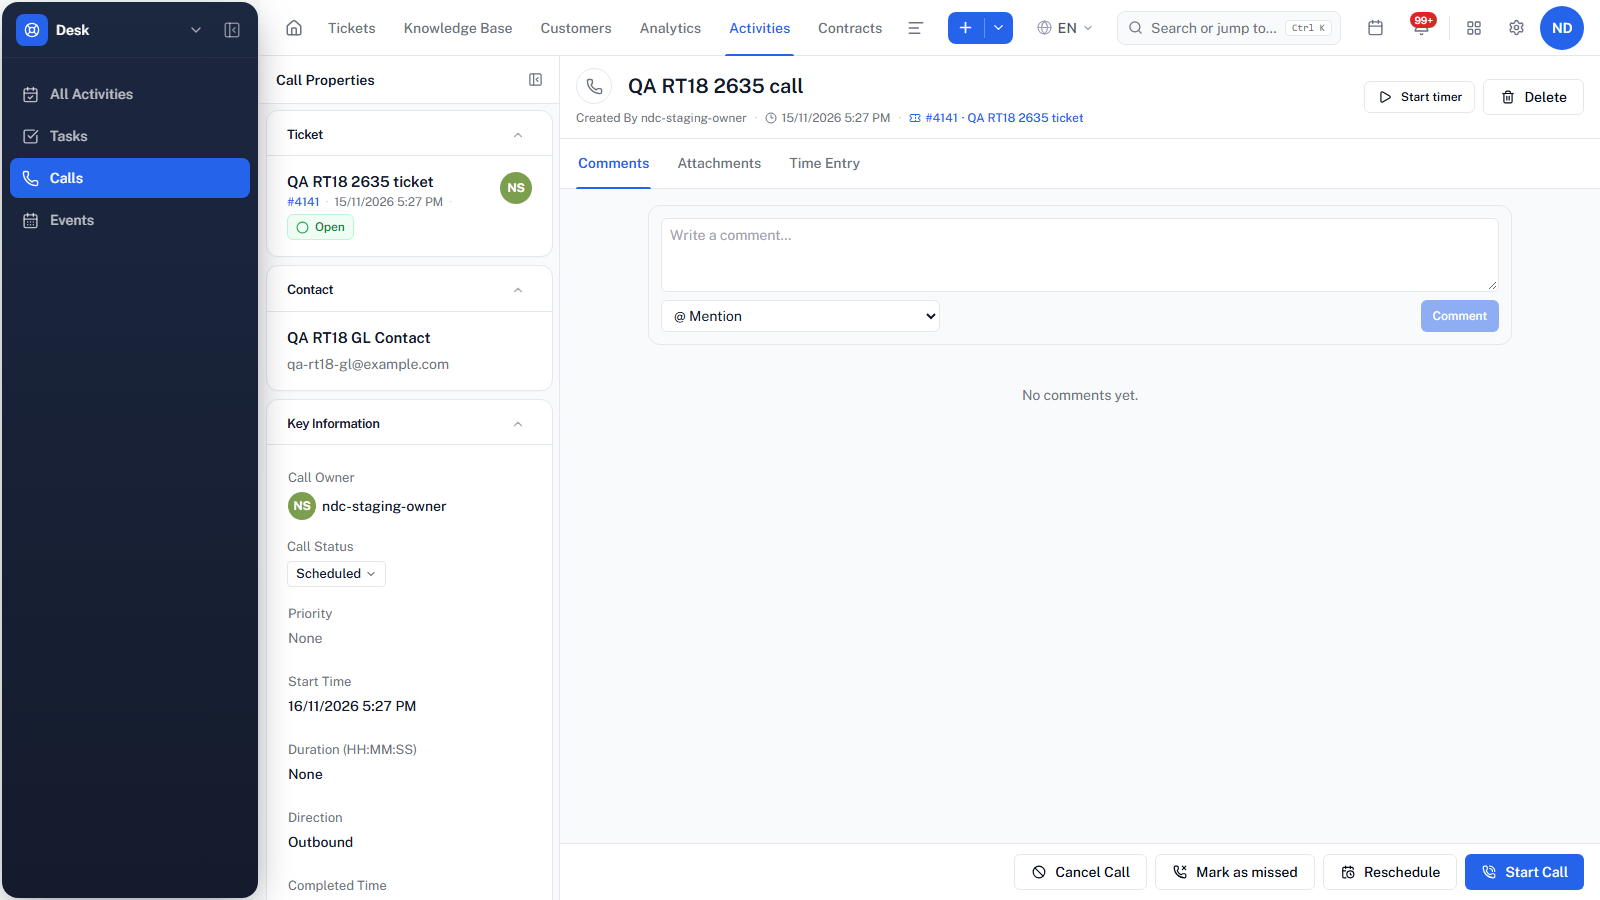 Desk
All Activities
Tasks
Calls
Events
Tickets
Knowledge Base
Customers
Analytics
Activities
Contracts
EN
Search or jump to...
Ctrl K
99+
ND
Call Properties
Ticket
QA RT18 2635 ticket
NS
#4141 · 15/11/2026 5:27 PM ·
Open
Contact
QA RT18 GL Contact
qa-rt18-gl@example.com
Key Information
Call Owner
NS ndc-staging-owner
Call Status
Scheduled
Priority
None
Start Time
16/11/2026 5:27 PM
Duration (HH:MM:SS)
None
Direction
Outbound
Completed Time
QA RT18 2635 call
Created By ndc-staging-owner · 15/11/2026 5:27 PM · #4141 · QA RT18 2635 ticket
Start timer
Delete
Comments
Attachments
Time Entry
Write a comment...
@ Mention
Comment
No comments yet.
Cancel Call
Mark as missed
Reschedule
Start Call